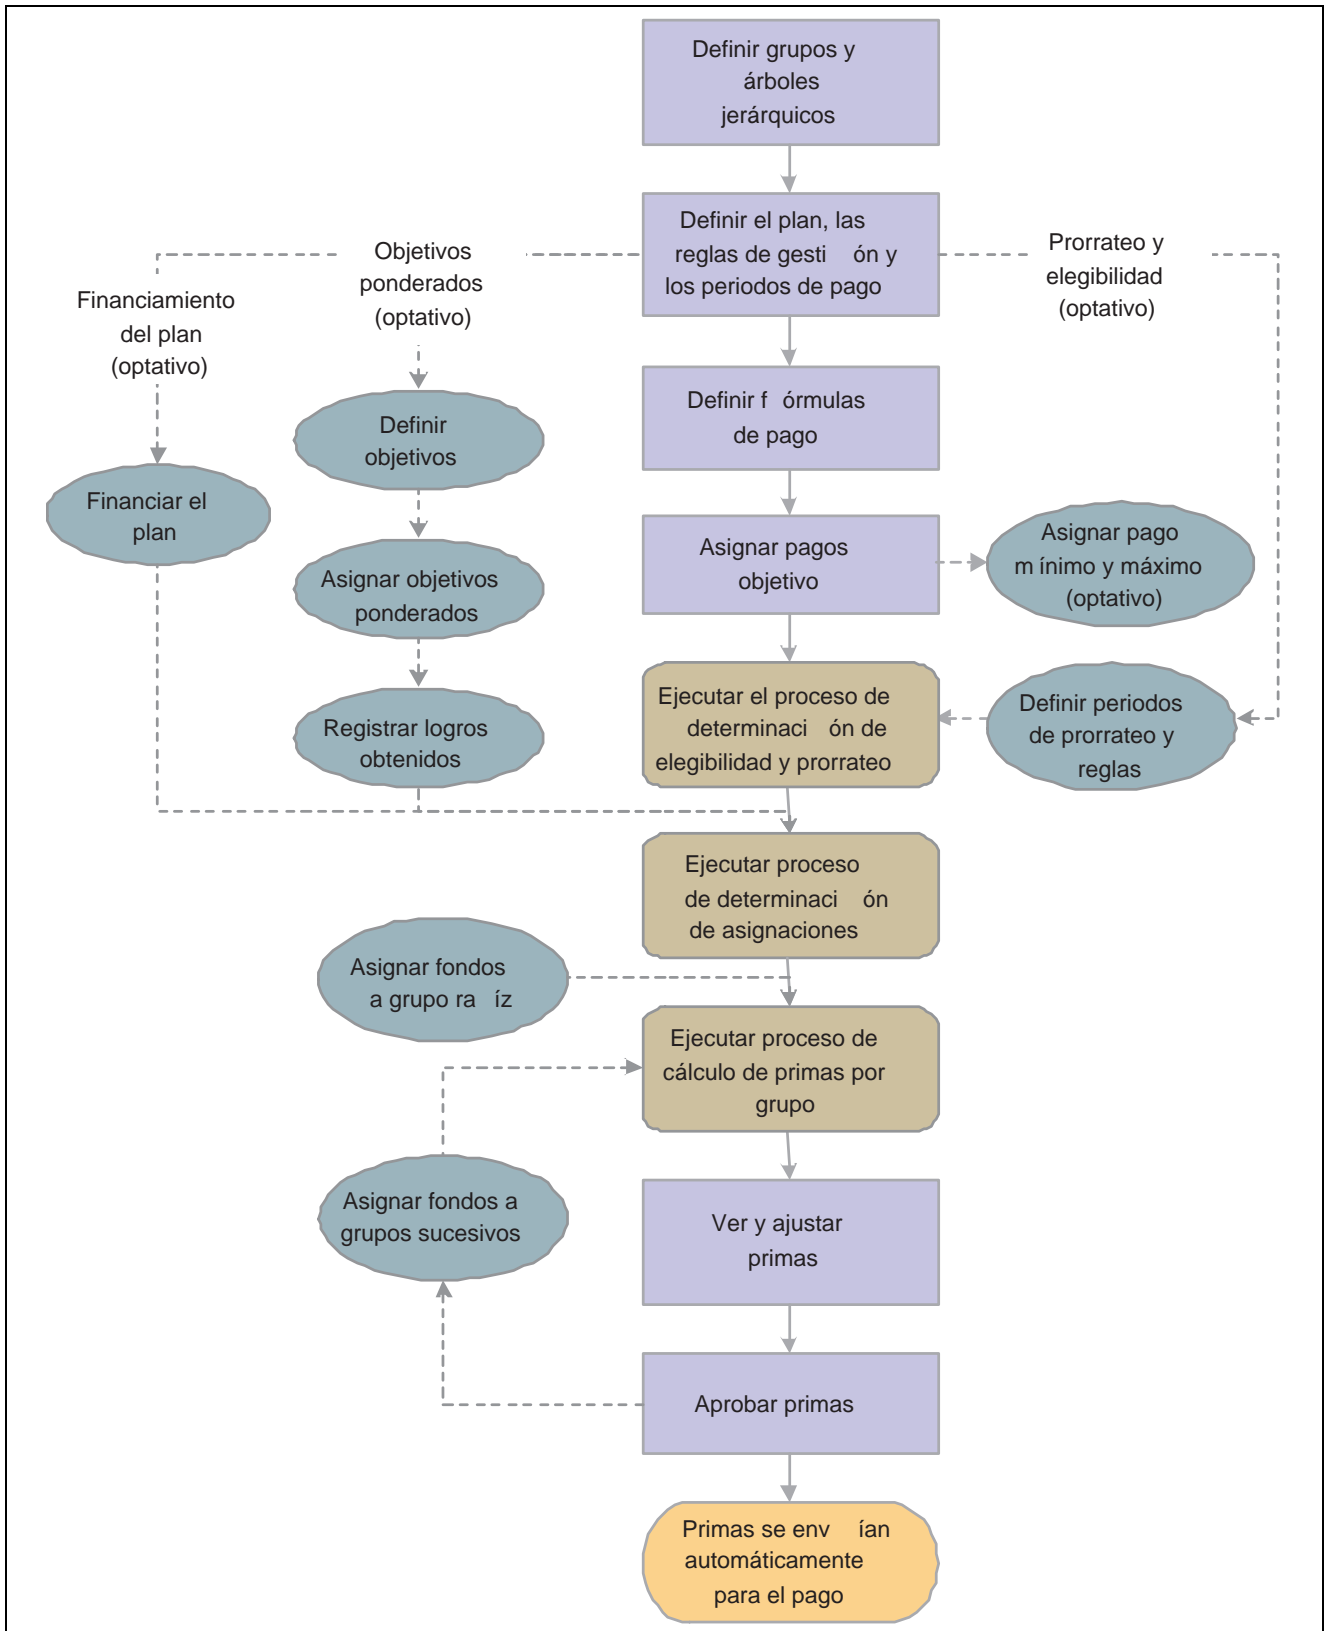 Definir grupos y
árboles
jerárquicos
Definir el plan, las
reglas de gesti ón y
los periodos de pago
Objetivos
ponderados
(optativo)
Prorrateo y
elegibilidad
(optativo)
Financiamiento
del plan
(optativo)
Definir f órmulas
de pago
Definir
objetivos
Financiar el
plan
Asignar pagos
objetivo
Asignar pago
m ínimo y máximo
(optativo)
Asignar objetivos
ponderados
Ejecutar el proceso de
determinaci ón de
elegibilidad y prorrateo
Definir periodos
de prorrateo y
reglas
Registrar logros
obtenidos
Ejecutar proceso
de determinaci ón
de asignaciones
Asignar fondos
a grupo ra íz
Ejecutar proceso de
cálculo de primas por
grupo
Asignar fondos a
grupos sucesivos
Ver y ajustar
primas
Aprobar primas
Primas se env ían
automáticamente
para el pago